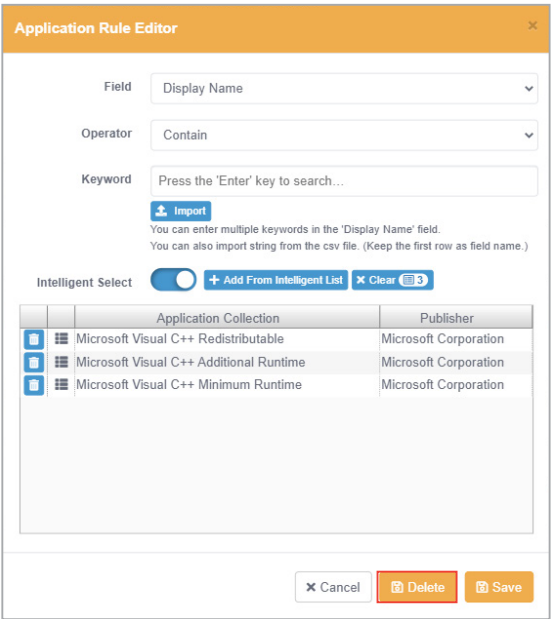 Application Rule Editor ×
Field Display Name
Operator Contain
Keyword Press the 'Enter' key to search...
Import
You can enter multiple keywords in the 'Display Name' field.
You can also import string from the csv file. (Keep the first row as field name.)
Intelligent Select + Add From Intelligent List × Clear 3
Application Collection Publisher
Microsoft Visual C++ Redistributable Microsoft Corporation
Microsoft Visual C++ Additional Runtime Microsoft Corporation
Microsoft Visual C++ Minimum Runtime Microsoft Corporation
× Cancel Delete Save